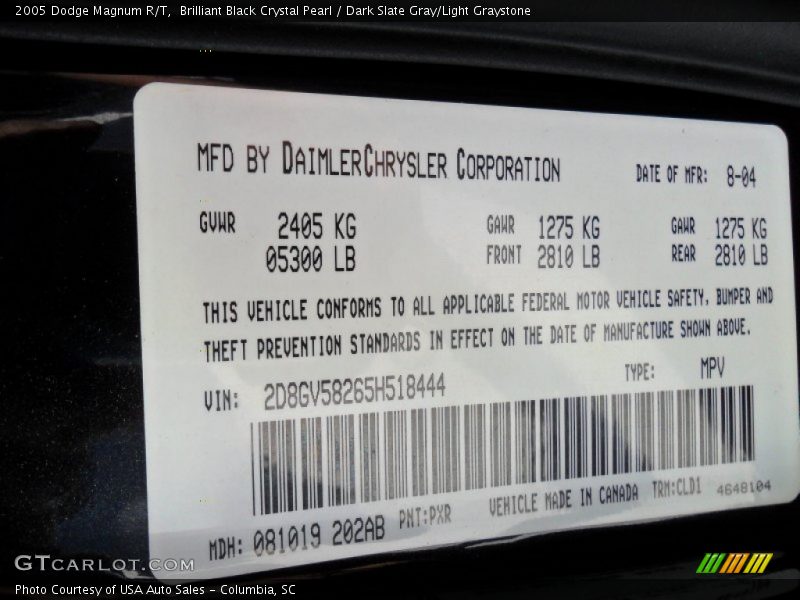 2005 Dodge Magnum R/T,  Brilliant Black Crystal Pearl / Dark Slate Gray/Light Graystone
MFD BY DAIMLERCHRYSLER CORPORATION DATE OF MFR: 8-04
GVWR 2405 KG GAWR 1275 KG GAWR 1275 KG
05300 LB FRONT 2810 LB REAR 2810 LB
THIS VEHICLE CONFORMS TO ALL APPLICABLE FEDERAL MOTOR VEHICLE SAFETY, BUMPER AND
THEFT PREVENTION STANDARDS IN EFFECT ON THE DATE OF MANUFACTURE SHOWN ABOVE.
VIN: 2D8GV58265H518444 TYPE: MPV
MDH: 081019 202AB PNT:PXR VEHICLE MADE IN CANADA TRM:CLD1 4648104
GTCARLOT.COM
Photo Courtesy of USA Auto Sales - Columbia, SC